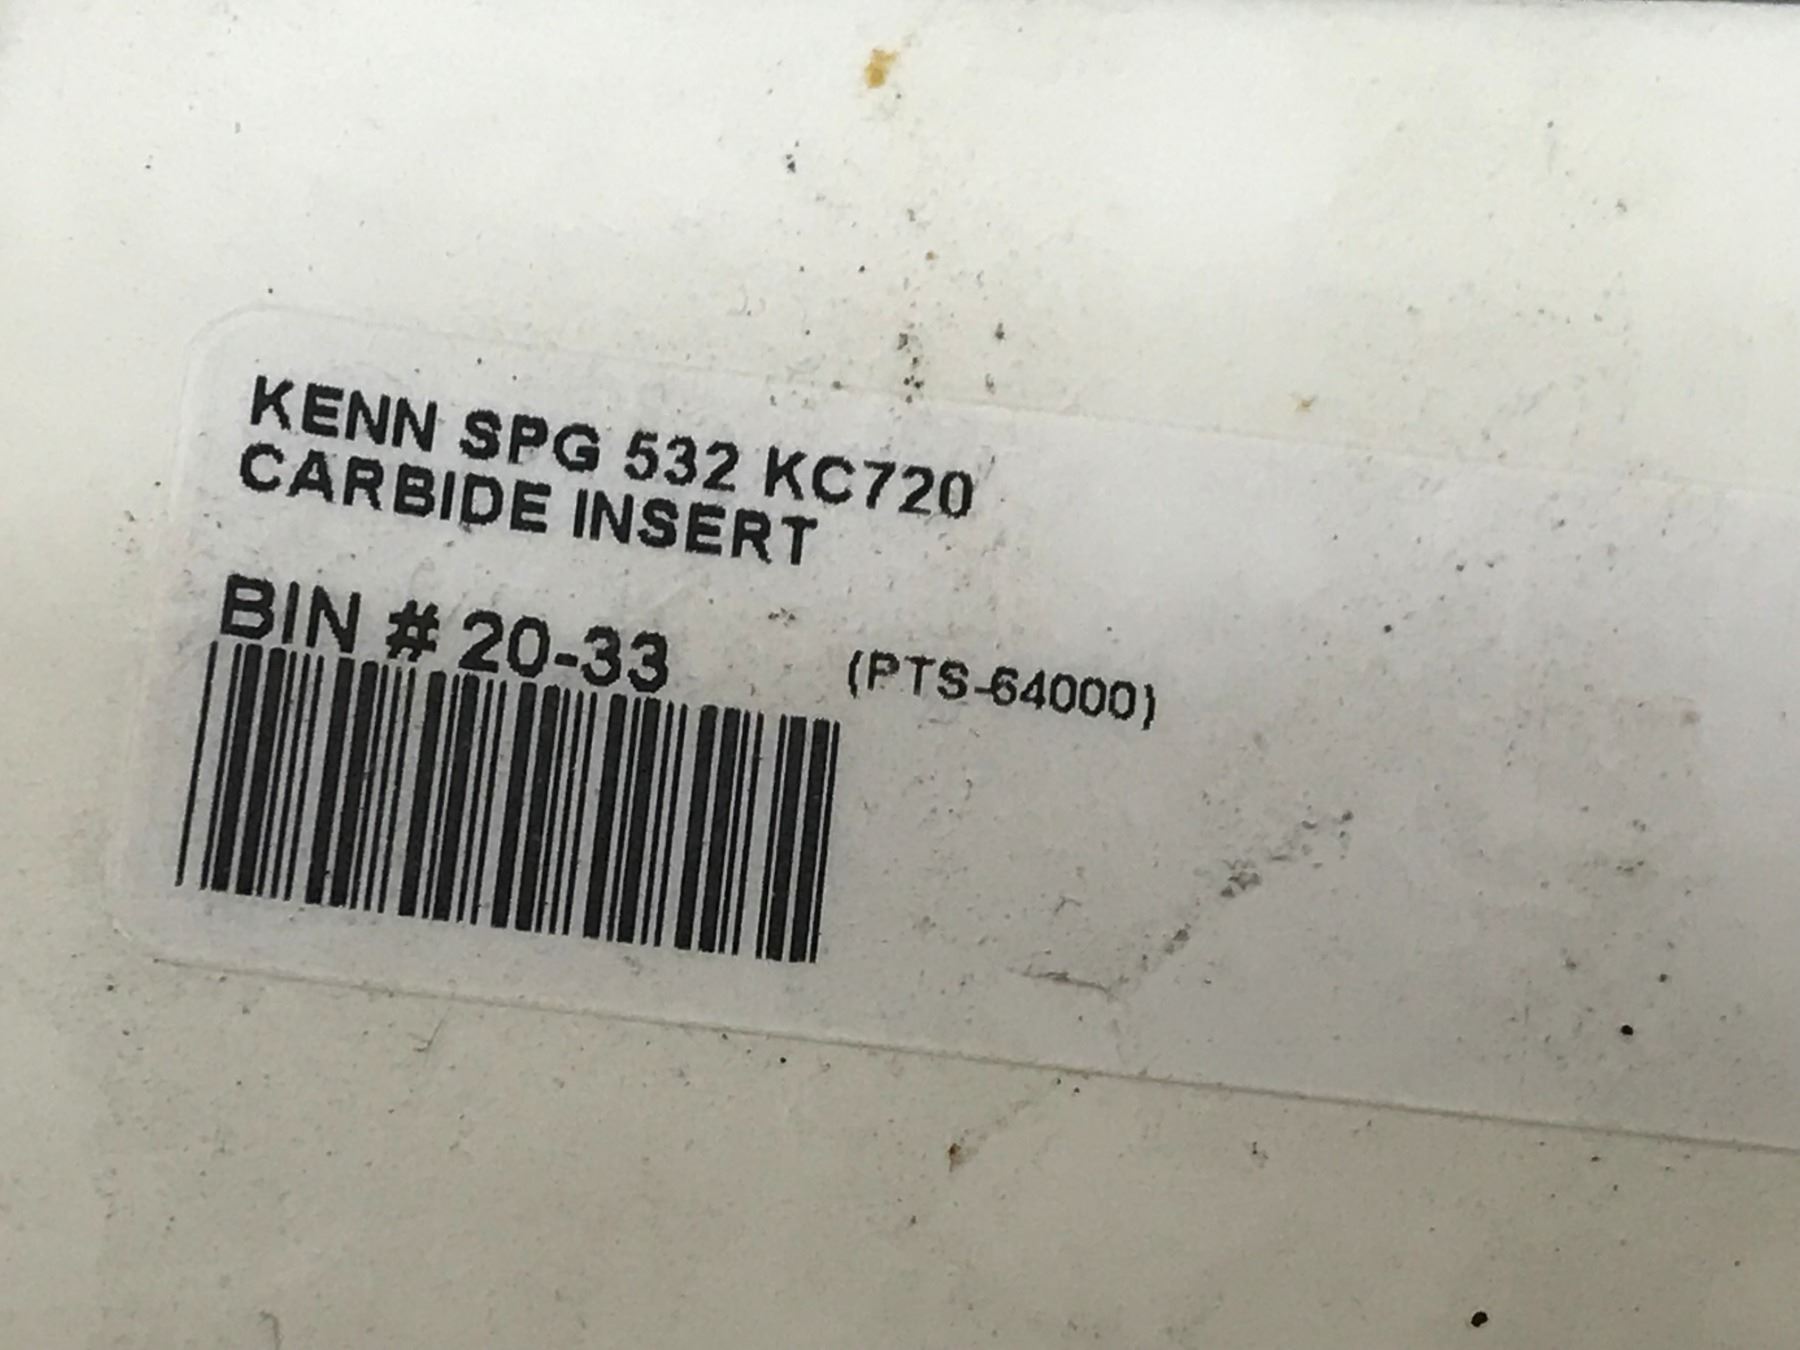 KENN SPG 532 KC720
CARBIDE INSERT
BIN # 20-33
(PTS-64000)